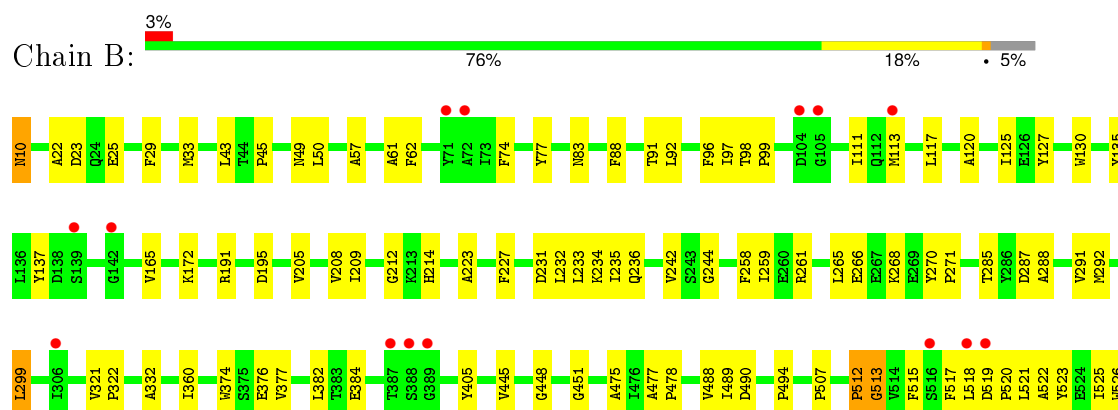 3%
Chain B:
76% 18% • 5%
N10 A22 D23 Q24 E25 F29 M33 L43 T44 P45 N49 L50 A57 A61 F62 Y71 A72 I73 F74 Y77 N83 F88 T91 L92 F96 I97 T98 P99 D104 G105 I111 Q112 M113 L117 A120 I125 E126 Y127 W130 Y135
L136 Y137 D138 S139 G142 V165 K172 R191 D195 V205 V208 I209 G212 K213 H214 A223 F227 D231 L232 L233 K234 I235 Q236 V242 S243 G244 F258 I259 E260 R261 L265 E266 E267 K268 E269 Y270 P271 T285 Y286 D287 A288 V291 M292
L299 I306 V321 P322 A332 I360 W374 S375 E376 V377 L382 T383 E384 T387 S388 G389 Y405 V445 G448 G451 A475 I476 A477 P478 V488 I489 D490 P494 P507 P512 G513 V514 F515 S516 F517 L518 D519 P520 L521 A522 Y523 E524 I525